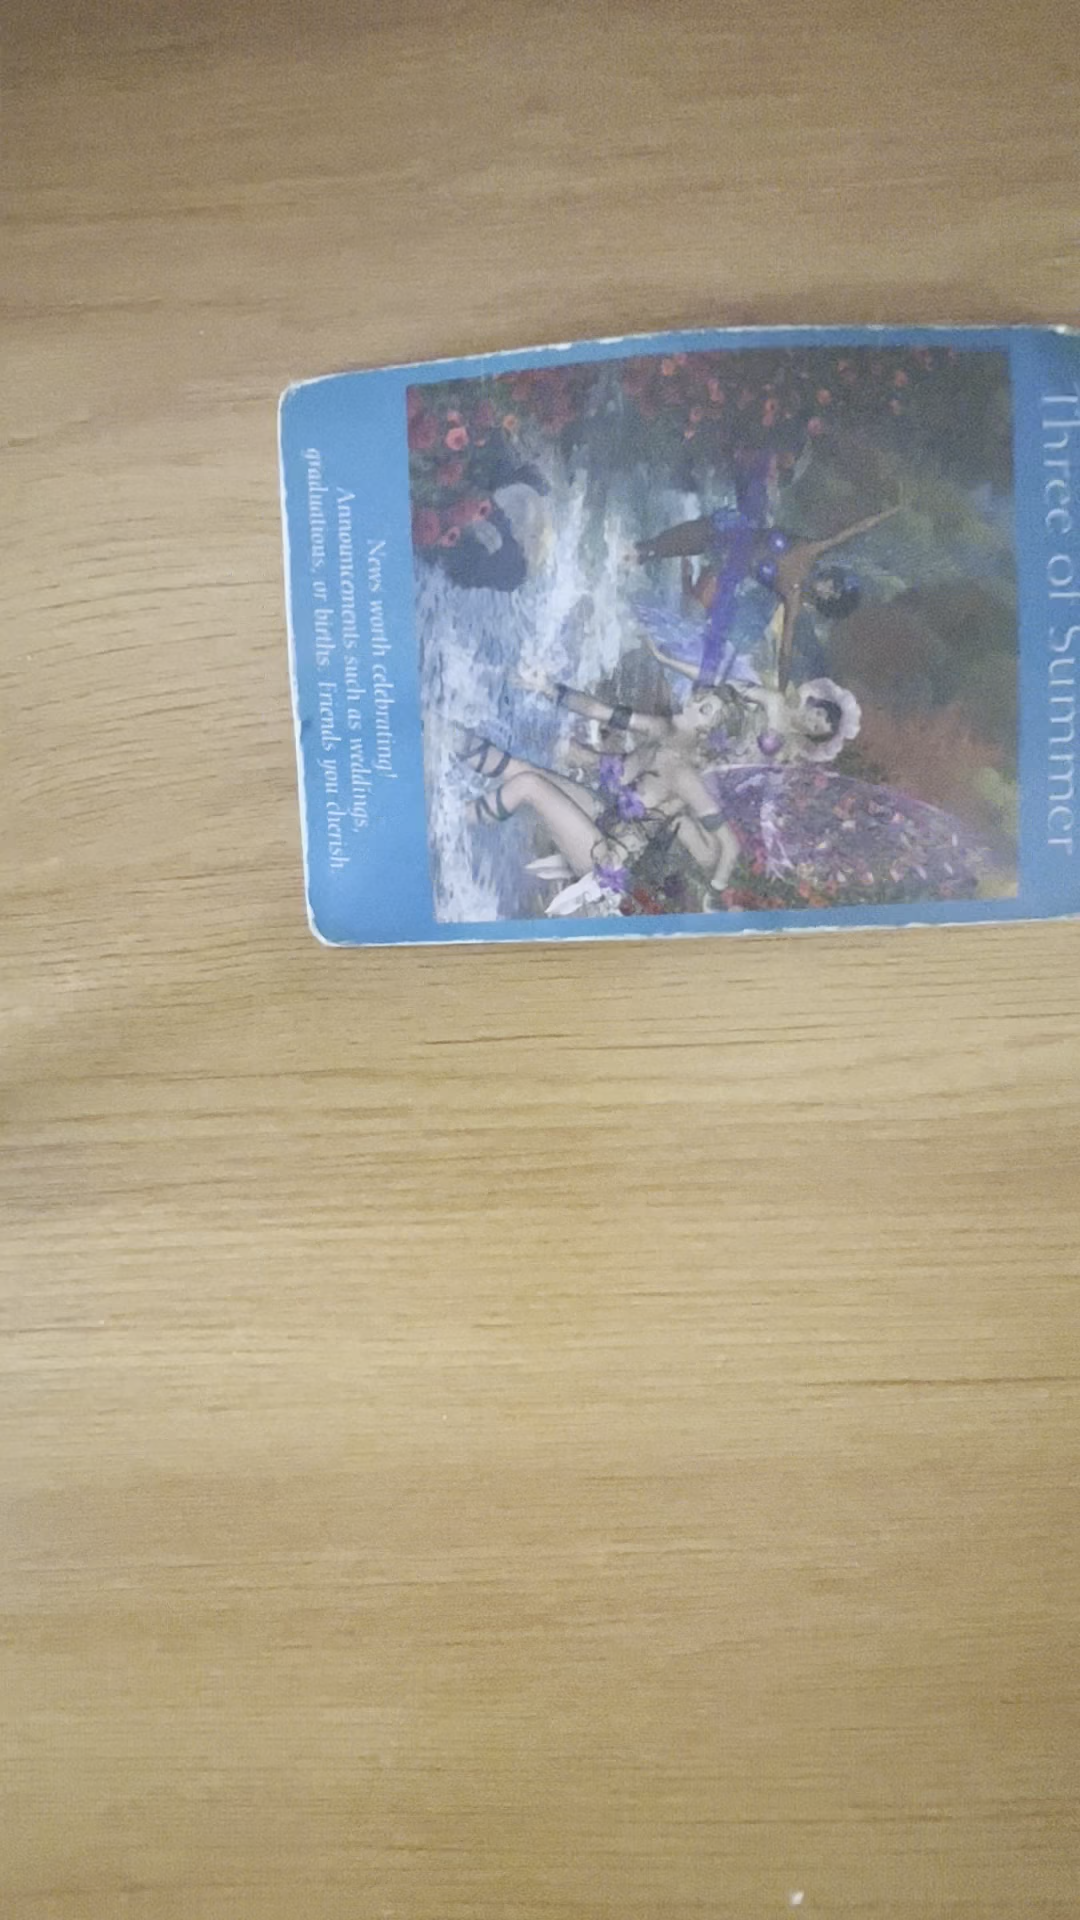 Three of Summer
News worth celebrating!
Announcements such as weddings,
graduations, or births. Friends you cherish.